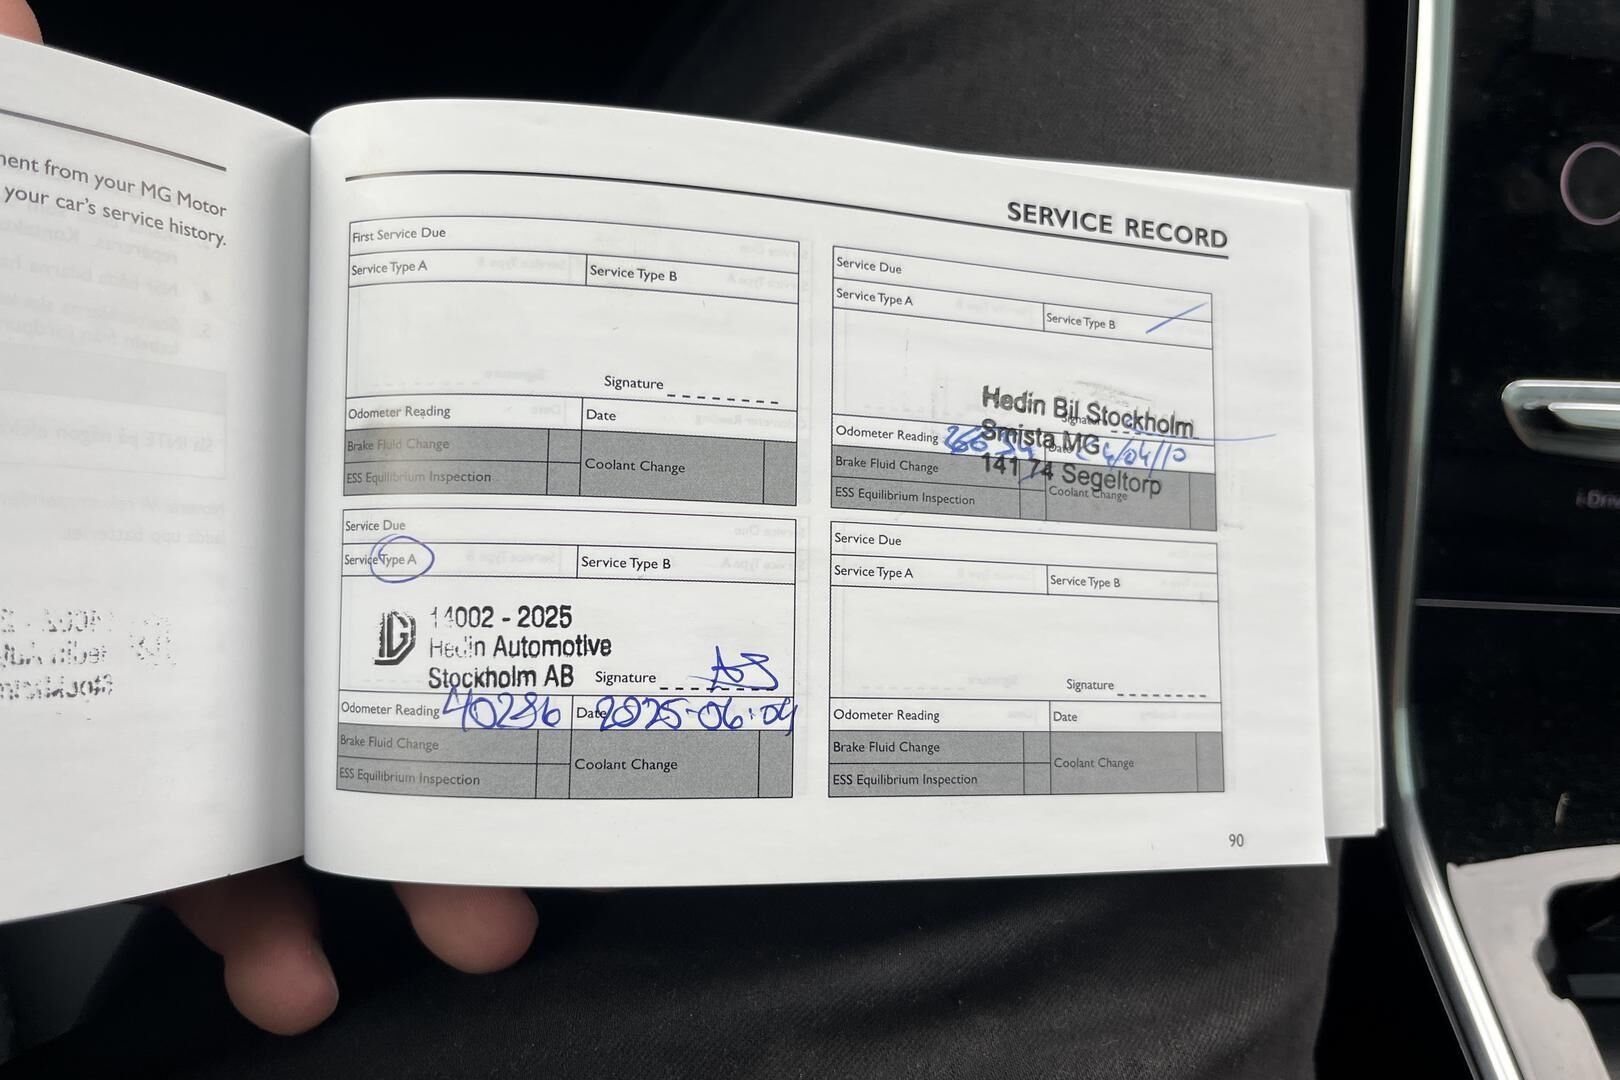 ment from your MG Motor
your car's service history.
SERVICE RECORD
First Service Due
Service Type A
Service Type B
Signature
Odometer Reading
Date
Brake Fluid Change
Coolant Change
ESS Equilibrium Inspection
Service Due
Service Type A
Service Type B
Hedin Bil Stockholm
Signature
Smista MG
141 74 Segeltorp
Odometer Reading
Date
Brake Fluid Change
Coolant Change
ESS Equilibrium Inspection
Service Due
Service Type A
Service Type B
14002 - 2025
Hedin Automotive
Stockholm AB
Signature
Odometer Reading 40286
Date 2025-06-04
Brake Fluid Change
Coolant Change
ESS Equilibrium Inspection
Service Due
Service Type A
Service Type B
Signature
Odometer Reading
Date
Brake Fluid Change
Coolant Change
ESS Equilibrium Inspection
90